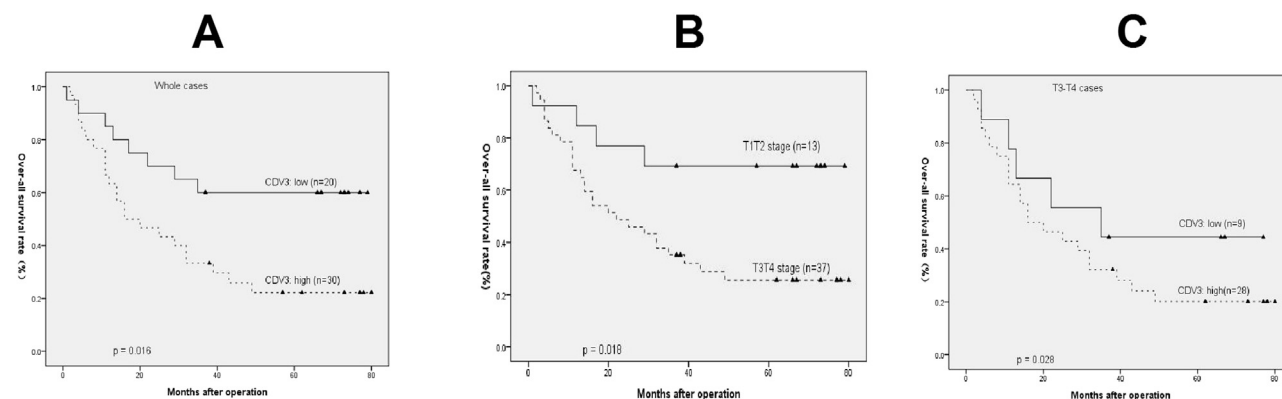 A
B
C
Whole cases
CDV3: low (n=20)
CDV3: high (n=30)
p = 0.016
Over-all survival rate (%)
1.0
0.8
0.6
0.4
0.2
0.0
0
20
40
60
80
Months after operation
T1T2 stage (n=13)
T3T4 stage (n=37)
p = 0.018
Over-all survival rate(%)
1.0
0.8
0.6
0.4
0.2
0.0
0
20
40
60
80
Months after operation
T3-T4 cases
CDV3: low (n=9)
CDV3: high(n=28)
p = 0.028
Over-all survival rate (%)
1.0
0.8
0.6
0.4
0.2
0.0
0
20
40
60
80
Months after operation